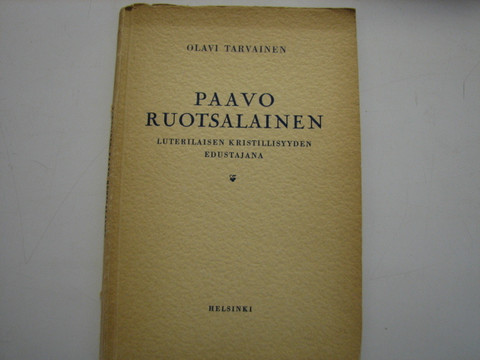 OLAVI TARVAINEN
PAAVO
RUOTSALAINEN
LUTERILAISEN KRISTILLISYYDEN
EDUSTAJANA
HELSINKI